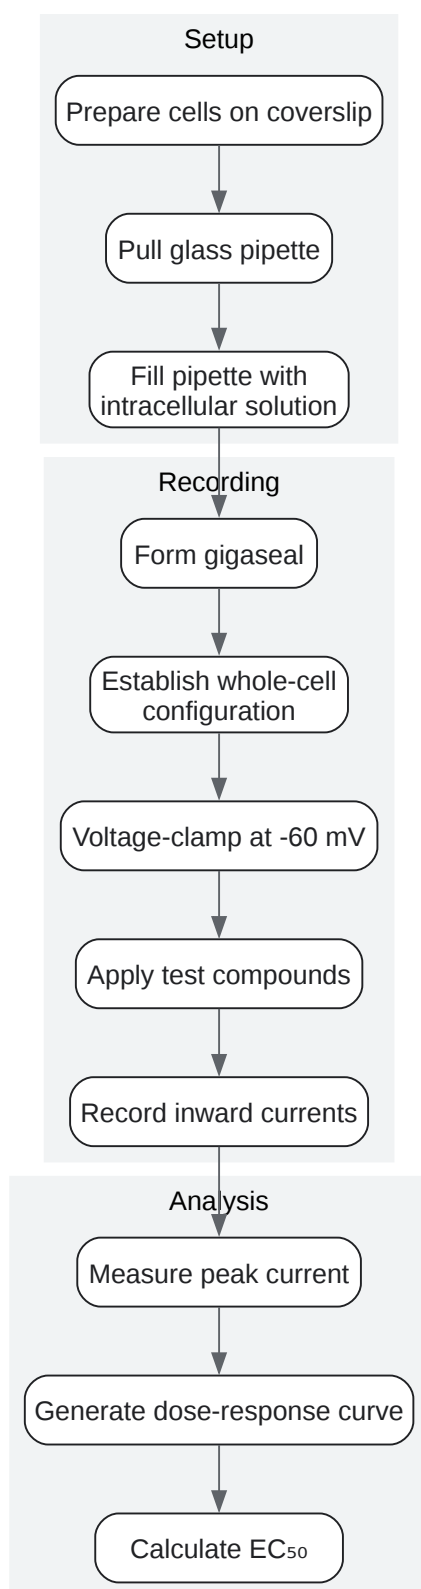 Setup
Prepare cells on coverslip
Pull glass pipette
Fill pipette with
intracellular solution
Recording
Form gigaseal
Establish whole-cell
configuration
Voltage-clamp at -60 mV
Apply test compounds
Record inward currents
Analysis
Measure peak current
Generate dose-response curve
Calculate EC₅₀